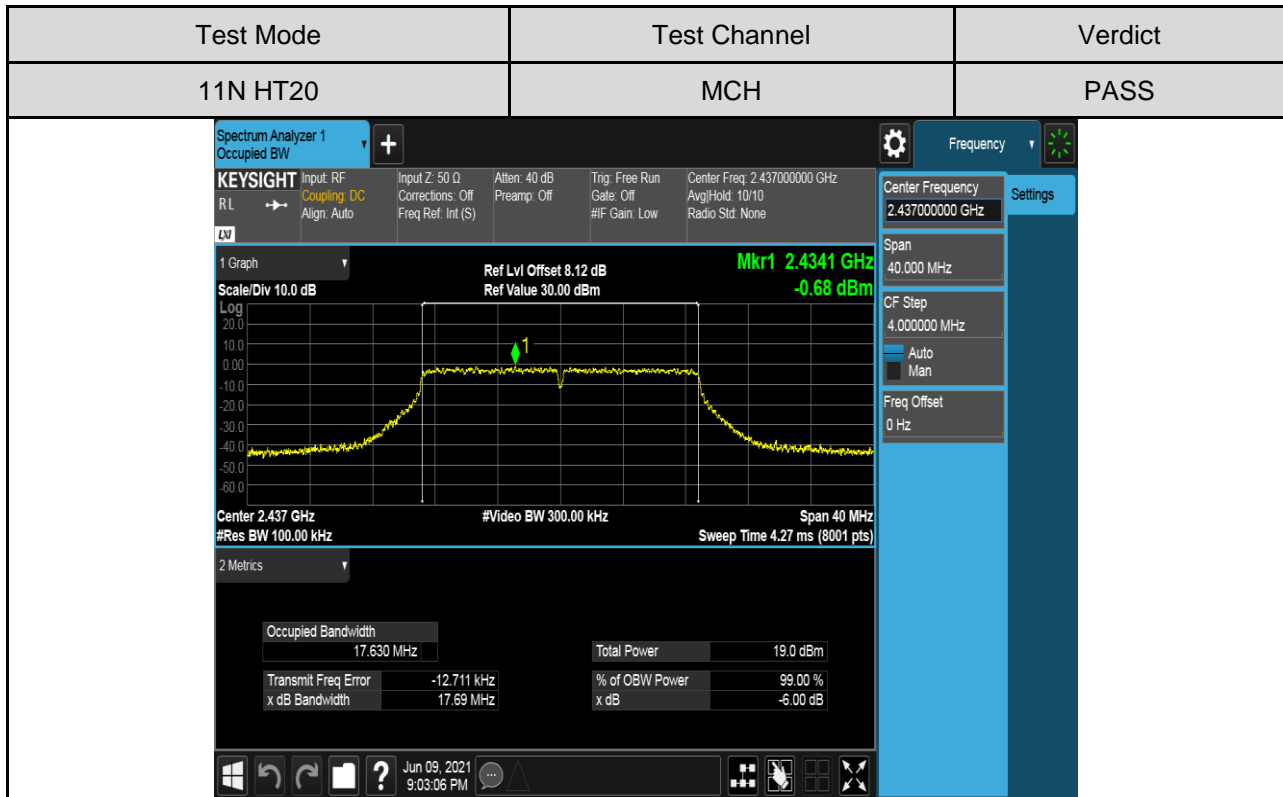 Test Mode Test Channel Verdict
11N HT20 MCH PASS
Spectrum Analyzer 1
Occupied BW
+
Frequency
KEYSIGHT Input: RF Input Z: 50 Ω Atten: 40 dB Trig: Free Run Center Freq: 2.437000000 GHz
RL Coupling: DC Corrections: Off Preamp: Off Gate: Off Avg|Hold: 10/10
Align: Auto Freq Ref: Int (S) #IF Gain: Low Radio Std: None
LXI
Center Frequency
2.437000000 GHz
Settings
Span
40.000 MHz
CF Step
4.000000 MHz
Auto
Man
Freq Offset
0 Hz
1 Graph Ref Lvl Offset 8.12 dB Mkr1 2.4341 GHz
Scale/Div 10.0 dB Ref Value 30.00 dBm -0.68 dBm
Log
20.0
10.0
1
0.00
-10.0
-20.0
-30.0
-40.0
-50.0
-60.0
Center 2.437 GHz #Video BW 300.00 kHz Span 40 MHz
#Res BW 100.00 kHz Sweep Time 4.27 ms (8001 pts)
2 Metrics
Occupied Bandwidth
17.630 MHz Total Power 19.0 dBm
Transmit Freq Error -12.711 kHz % of OBW Power 99.00 %
x dB Bandwidth 17.69 MHz x dB -6.00 dB
? Jun 09, 2021
9:03:06 PM